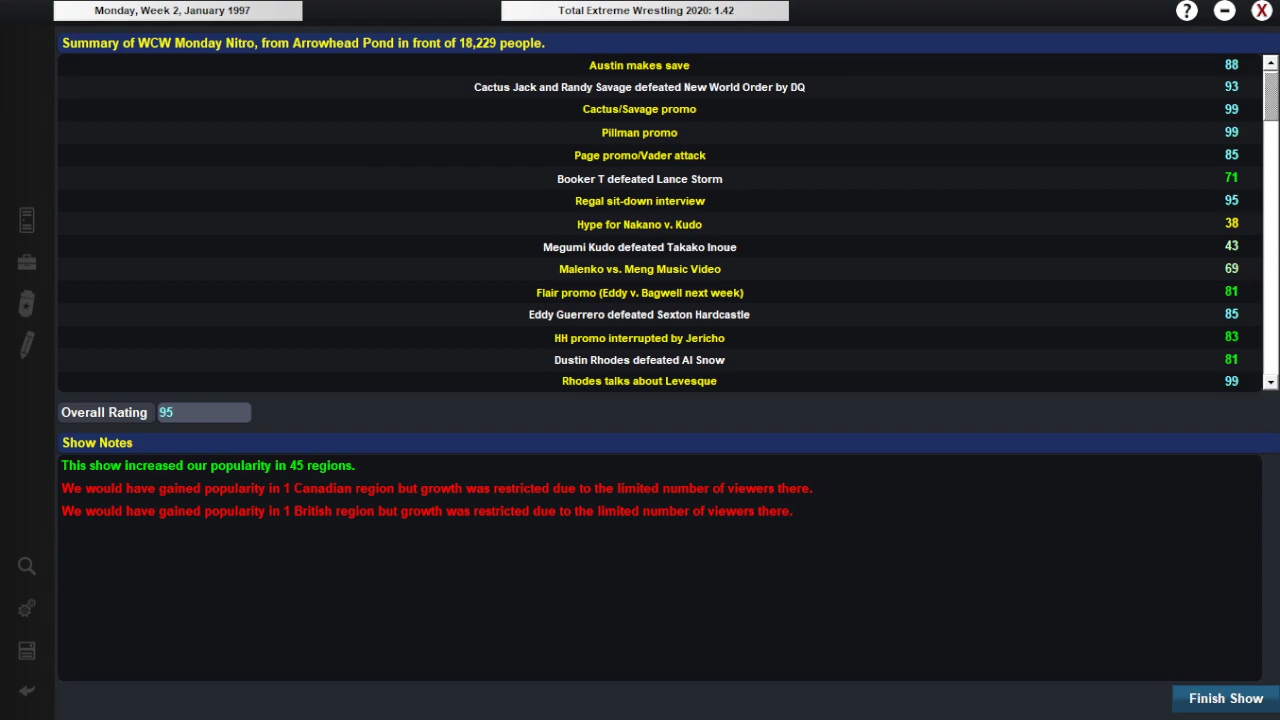 Monday, Week 2, January 1997
Total Extreme Wrestling 2020: 1.42
?
X
Summary of WCW Monday Nitro, from Arrowhead Pond in front of 18,229 people.
Austin makes save 88
Cactus Jack and Randy Savage defeated New World Order by DQ 93
Cactus/Savage promo 99
Pillman promo 99
Page promo/Vader attack 85
Booker T defeated Lance Storm 71
Regal sit-down interview 95
Hype for Nakano v. Kudo 38
Megumi Kudo defeated Takako Inoue 43
Malenko vs. Meng Music Video 69
Flair promo (Eddy v. Bagwell next week) 81
Eddy Guerrero defeated Sexton Hardcastle 85
HH promo interrupted by Jericho 83
Dustin Rhodes defeated Al Snow 81
Rhodes talks about Levesque 99
Overall Rating 95
Show Notes
This show increased our popularity in 45 regions.
We would have gained popularity in 1 Canadian region but growth was restricted due to the limited number of viewers there.
We would have gained popularity in 1 British region but growth was restricted due to the limited number of viewers there.
Finish Show